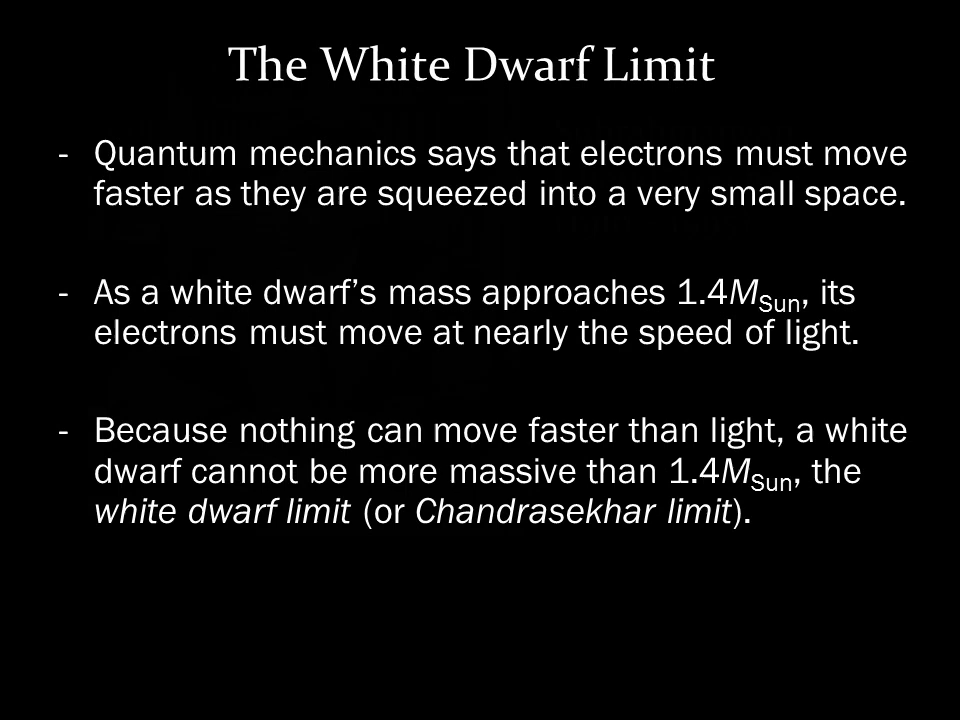 The White Dwarf Limit
- Quantum mechanics says that electrons must move
faster as they are squeezed into a very small space.
- As a white dwarf’s mass approaches 1.4MSun, its
electrons must move at nearly the speed of light.
- Because nothing can move faster than light, a white
dwarf cannot be more massive than 1.4MSun, the
white dwarf limit (or Chandrasekhar limit).